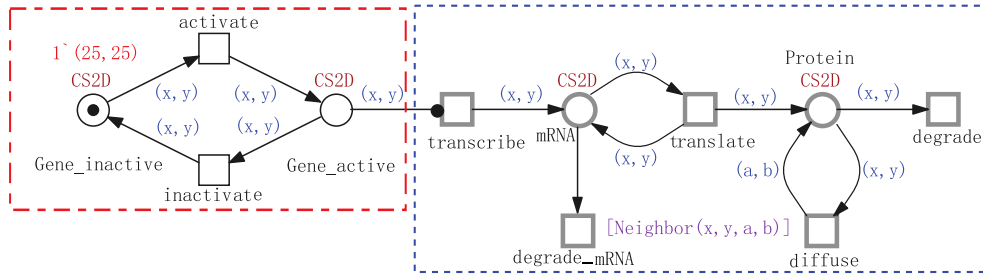 activate
1`(25,25)
CS2D
(x,y)
(x,y)
CS2D
(x,y)
(x,y)
(x,y)
Gene_inactive
Gene_active
inactivate
transcribe
(x,y)
CS2D
mRNA
(x,y)
(x,y)
translate
(x,y)
Protein
CS2D
(x,y)
degrade
(a,b)
(x,y)
[Neighbor(x,y,a,b)]
degrade_mRNA
diffuse